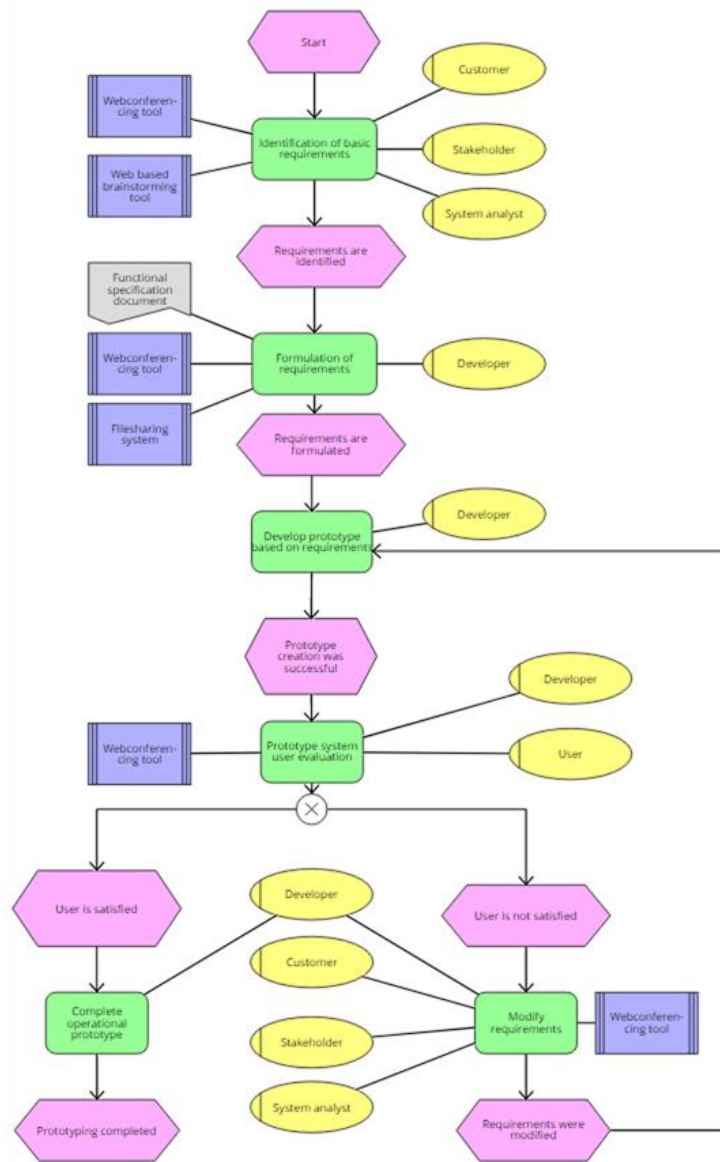 Start
Customer
Webconferen-
cing tool
Identification of basic
requirements
Stakeholder
Web based
brainstorming
tool
System analyst
Requirements are
identified
Functional
specification
document
Webconferen-
cing tool
Formulation of
requirements
Developer
Filesharing
system
Requirements are
formulated
Developer
Develop prototype
based on requirements
Prototype
creation was
successful
Developer
Webconferen-
cing tool
Prototype system
user evaluation
User
User is satisfied
Developer
User is not satisfied
Customer
Complete
operational
prototype
Modify
requirements
Webconferen-
cing tool
Stakeholder
System analyst
Prototyping completed
Requirements were
modified